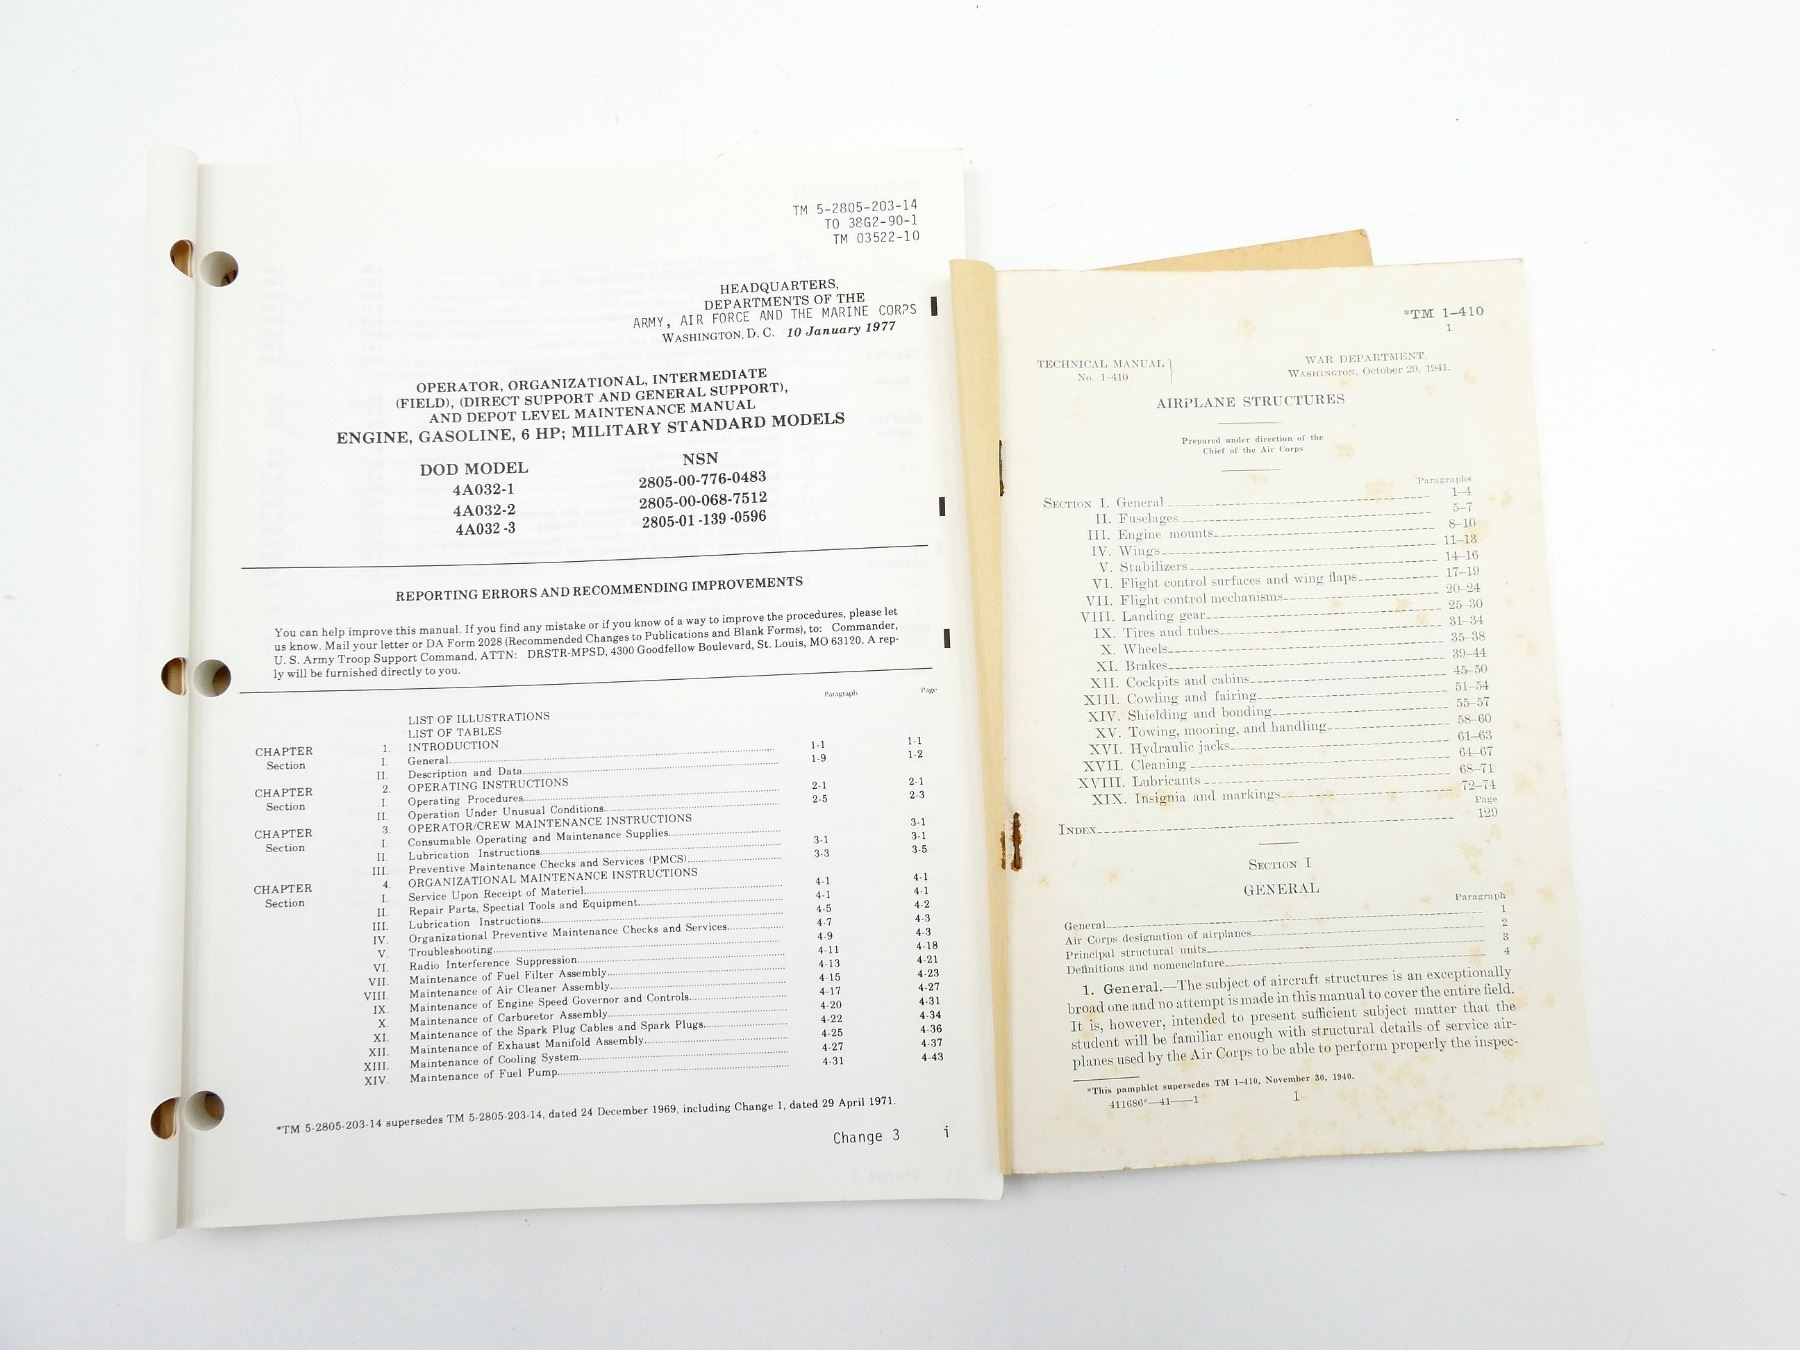 TM 5-2805-203-14
TO 38G2-90-1
TM 03522-10
HEADQUARTERS,
DEPARTMENTS OF THE
ARMY, AIR FORCE AND THE MARINE CORPS
WASHINGTON, D. C. 10 January 1977
OPERATOR, ORGANIZATIONAL, INTERMEDIATE
(FIELD), (DIRECT SUPPORT AND GENERAL SUPPORT),
AND DEPOT LEVEL MAINTENANCE MANUAL
ENGINE, GASOLINE, 6 HP; MILITARY STANDARD MODELS
DOD MODEL NSN
4A032-1 2805-00-776-0483
4A032-2 2805-00-068-7512
4A032-3 2805-01-139-0596
REPORTING ERRORS AND RECOMMENDING IMPROVEMENTS
You can help improve this manual. If you find any mistake or if you know of a way to improve the procedures, please let
us know. Mail your letter or DA Form 2028 (Recommended Changes to Publications and Blank Forms), to: Commander,
U. S. Army Troop Support Command, ATTN: DRSTR-MPSD, 4300 Goodfellow Boulevard, St. Louis, MO 63120. A rep-
ly will be furnished directly to you.
Paragraph Page
LIST OF ILLUSTRATIONS
LIST OF TABLES
CHAPTER 1. INTRODUCTION
Section I. General 1-1 1-1
II. Description and Data 1-9 1-2
CHAPTER 2. OPERATING INSTRUCTIONS
Section I. Operating Procedures 2-1 2-1
II. Operation Under Unusual Conditions 2-5 2-3
CHAPTER 3. OPERATOR/CREW MAINTENANCE INSTRUCTIONS
Section I. Consumable Operating and Maintenance Supplies 3-1
II. Lubrication Instructions 3-1 3-1
III. Preventive Maintenance Checks and Services (PMCS) 3-3 3-5
CHAPTER 4. ORGANIZATIONAL MAINTENANCE INSTRUCTIONS
Section I. Service Upon Receipt of Materiel 4-1 4-1
II. Repair Parts, Spectial Tools and Equipment 4-4 4-1
III. Lubrication Instructions 4-5 4-2
IV. Organizational Preventive Maintenance Checks and Services 4-7 4-3
V. Troubleshooting 4-9 4-3
VI. Radio Interference Suppression 4-11 4-18
VII. Maintenance of Fuel Filter Assembly 4-13 4-21
VIII. Maintenance of Air Cleaner Assembly 4-15 4-23
IX. Maintenance of Engine Speed Governor and Controls 4-17 4-27
X. Maintenance of Carburetor Assembly 4-20 4-31
XI. Maintenance of the Spark Plug Cables and Spark Plugs 4-22 4-34
XII. Maintenance of Exhaust Manifold Assembly 4-25 4-36
XIII. Maintenance of Cooling System 4-27 4-37
XIV. Maintenance of Fuel Pump 4-31 4-43
*TM 5-2805-203-14 supersedes TM 5-2805-203-14, dated 24 December 1969, including Change 1, dated 29 April 1971.
Change 3 i
*TM 1-410
1
TECHNICAL MANUAL WAR DEPARTMENT,
No. 1-410 WASHINGTON, October 29, 1941.
AIRPLANE STRUCTURES
Prepared under direction of the
Chief of the Air Corps
Paragraphs
SECTION I. General 1-4
II. Fuselages 5-7
III. Engine mounts 8-10
IV. Wings 11-13
V. Stabilizers 14-16
VI. Flight control surfaces and wing flaps 17-19
VII. Flight control mechanisms 20-24
VIII. Landing gear 25-30
IX. Tires and tubes 31-34
X. Wheels 35-38
XI. Brakes 39-44
XII. Cockpits and cabins 45-50
XIII. Cowling and fairing 51-54
XIV. Shielding and bonding 55-57
XV. Towing, mooring, and handling 58-60
XVI. Hydraulic jacks 61-63
XVII. Cleaning 64-67
XVIII. Lubricants 68-71
XIX. Insignia and markings 72-74
Page
INDEX 129
SECTION I
GENERAL
Paragraph
General 1
Air Corps designation of airplanes 2
Principal structural units 3
Definitions and nomenclature 4
1. General.—The subject of aircraft structures is an exceptionally
broad one and no attempt is made in this manual to cover the entire field.
It is, however, intended to present sufficient subject matter that the
student will be familiar enough with structural details of service air-
planes used by the Air Corps to be able to perform properly the inspec-
*This pamphlet supersedes TM 1-410, November 30, 1940.
411686°—41——1 1